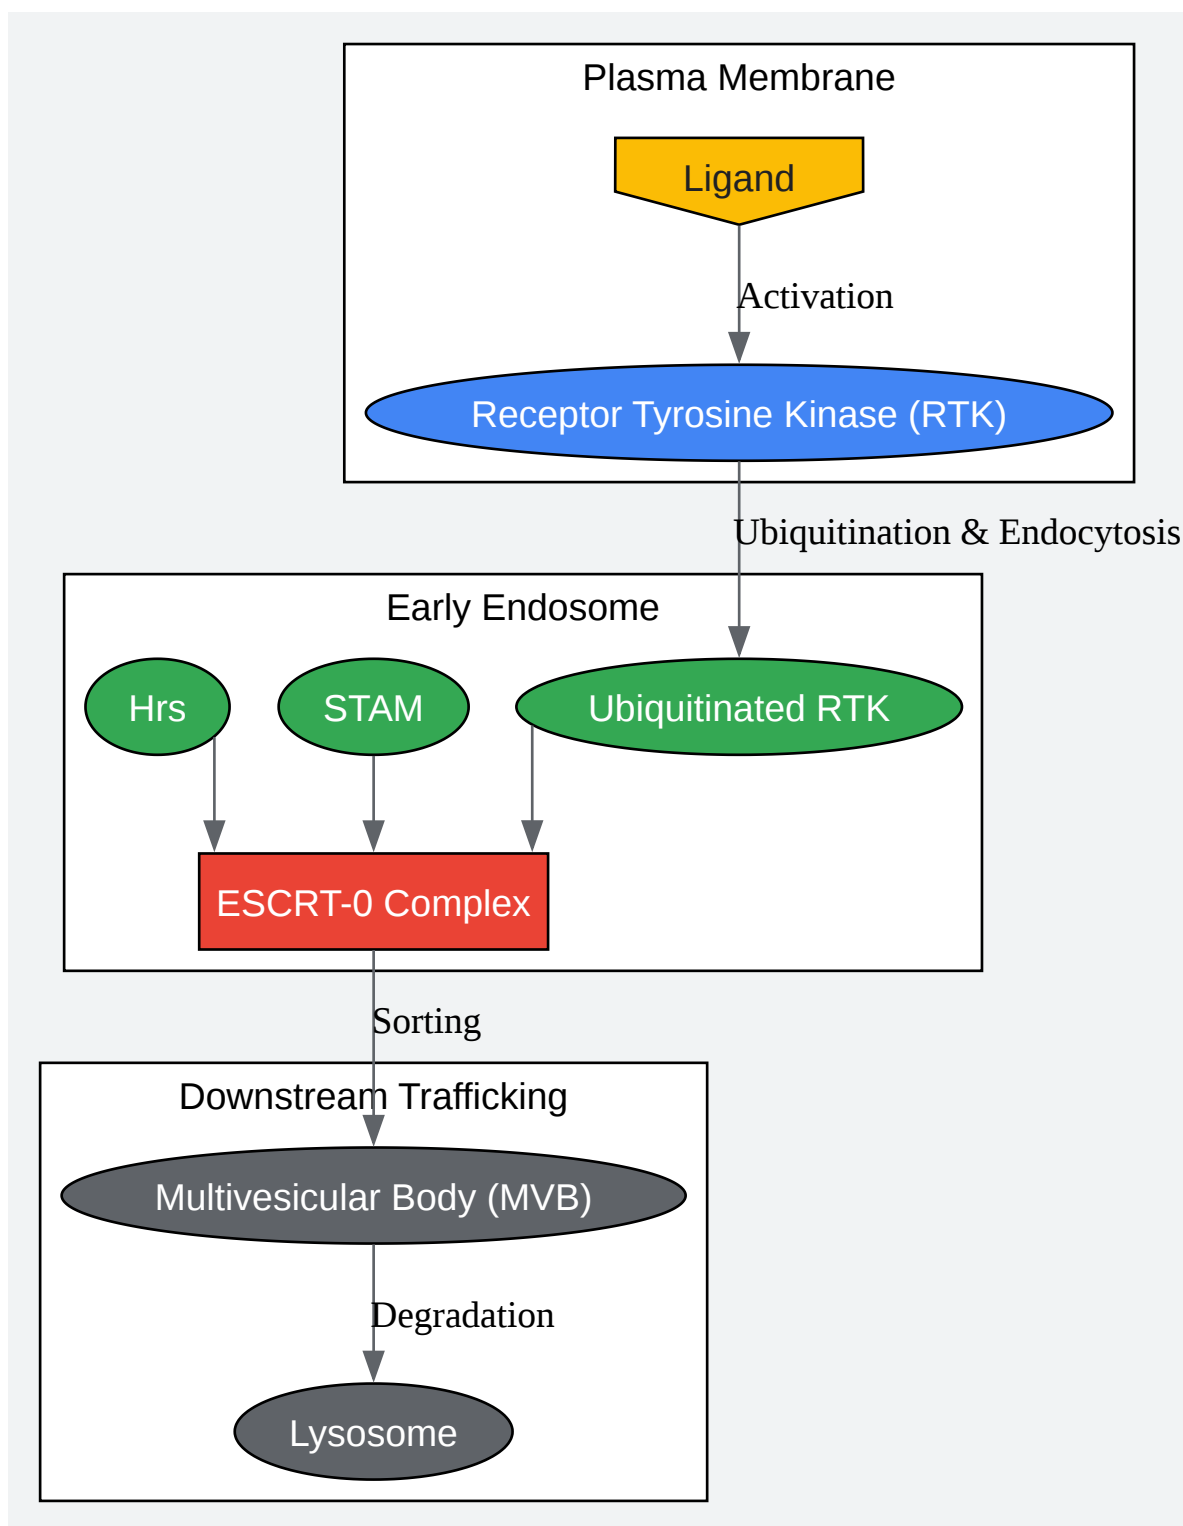 Plasma Membrane
Ligand
Activation
Receptor Tyrosine Kinase (RTK)
Ubiquitination & Endocytosis
Early Endosome
Hrs
STAM
Ubiquitinated RTK
ESCRT-0 Complex
Sorting
Downstream Trafficking
Multivesicular Body (MVB)
Degradation
Lysosome